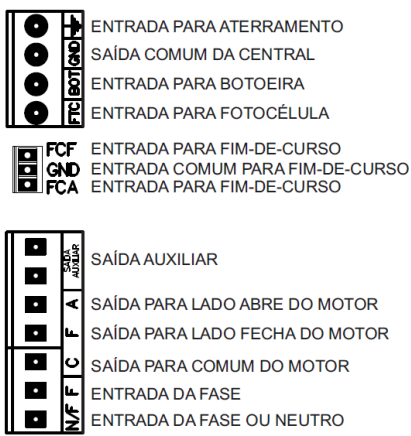 ENTRADA PARA ATERRAMENTO
GND SAÍDA COMUM DA CENTRAL
BOT ENTRADA PARA BOTOEIRA
FTC ENTRADA PARA FOTOCÉLULA
FCF ENTRADA PARA FIM-DE-CURSO
GND ENTRADA COMUM PARA FIM-DE-CURSO
FCA ENTRADA PARA FIM-DE-CURSO
SAÍDA AUXILIAR SAÍDA AUXILIAR
A SAÍDA PARA LADO ABRE DO MOTOR
F SAÍDA PARA LADO FECHA DO MOTOR
C SAÍDA PARA COMUM DO MOTOR
F ENTRADA DA FASE
N/F ENTRADA DA FASE OU NEUTRO